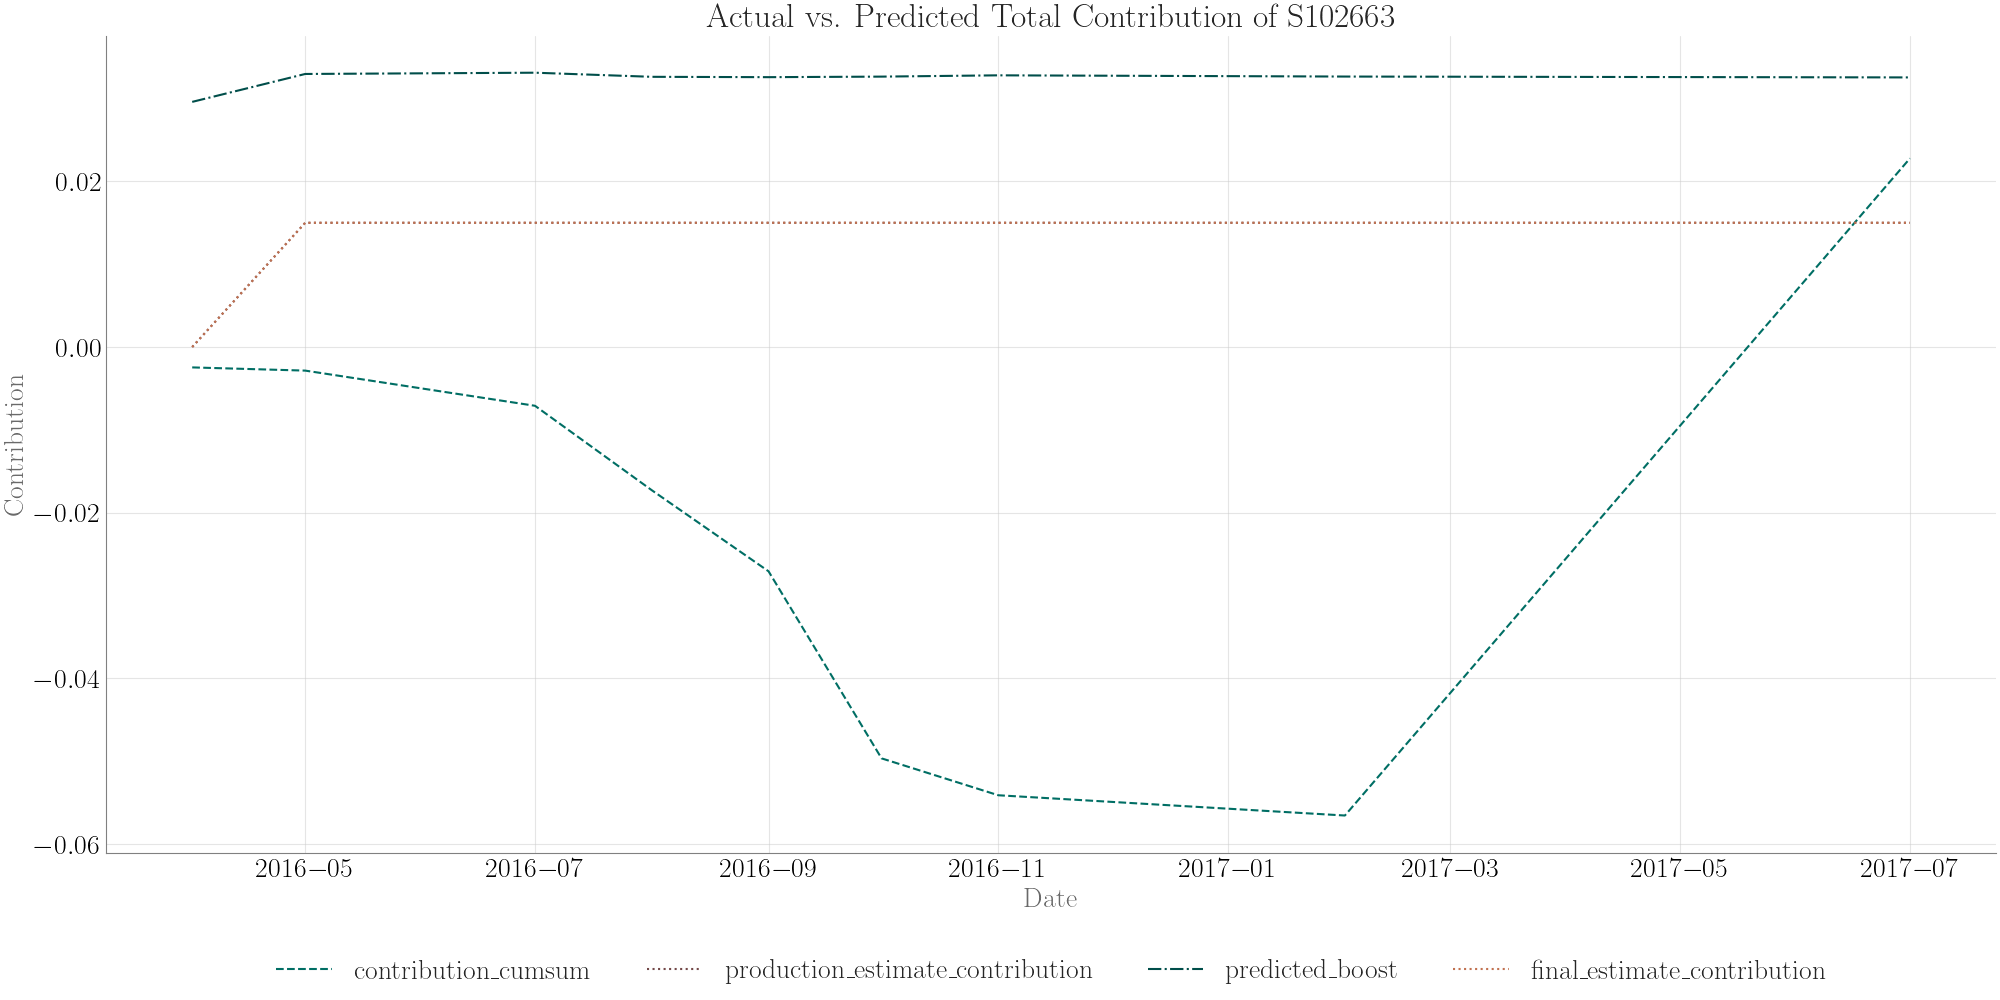 Actual vs. Predicted Total Contribution of S102663
Contribution
0.02
0.00
−0.02
−0.04
−0.06
2016−05 2016−07 2016−09 2016−11 2017−01 2017−03 2017−05 2017−07
Date
contribution_cumsum production_estimate_contribution predicted_boost final_estimate_contribution